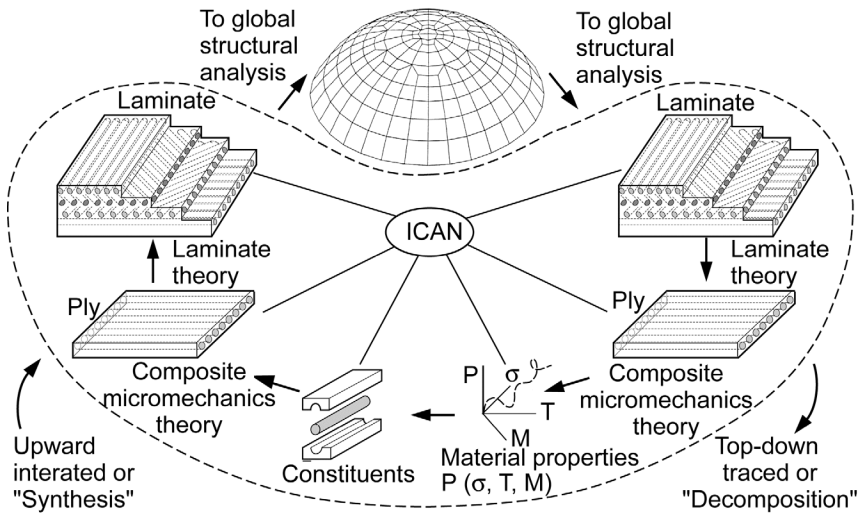 To global
structural
analysis
To global
structural
analysis
Laminate
Laminate
ICAN
Laminate
theory
Laminate
theory
Ply
Ply
Composite
micromechanics
theory
P
σ
T
M
Composite
micromechanics
theory
Upward
interated or
"Synthesis"
Constituents
Material properties
P (σ, T, M)
Top-down
traced or
"Decomposition"